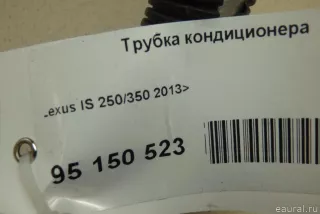 Трубка кондиционера
exus IS 250/350 2013>
95 150 523
eaural.ru